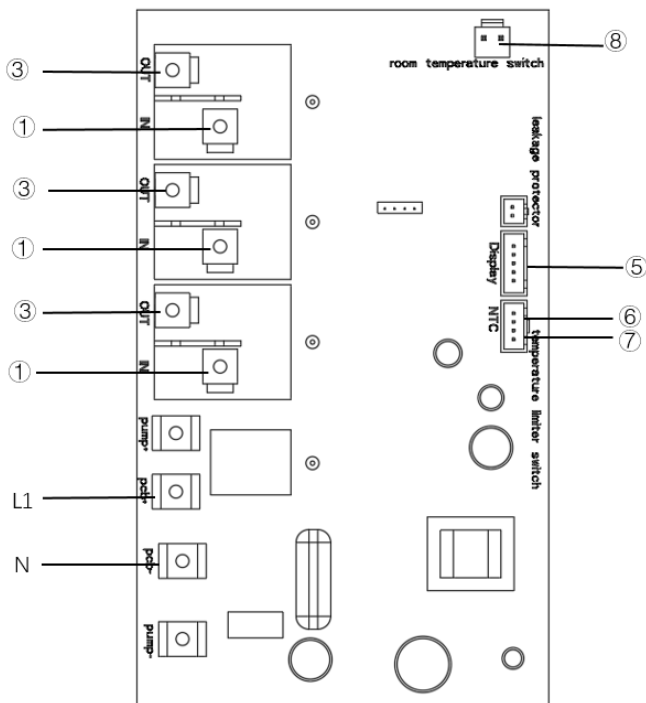 ⑧
room temperature switch
③
OUT
①
IN
leakage protector
③
OUT
①
IN
Display
⑤
③
OUT
NTC
⑥
⑦
①
IN
temperature limiter switch
pump+
L1
pcb+
N
pcb-
pump-